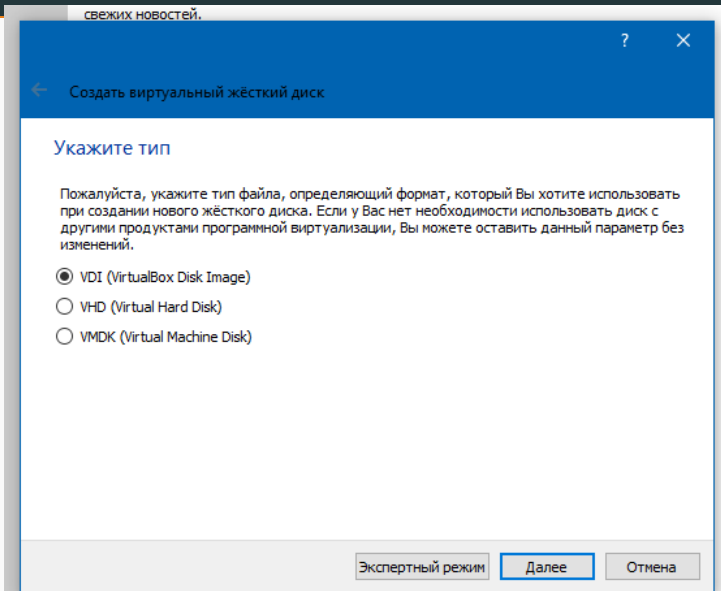 свежих новостей.
?
Создать виртуальный жёсткий диск
Укажите тип
Пожалуйста, укажите тип файла, определяющий формат, который Вы хотите использовать
при создании нового жёсткого диска. Если у Вас нет необходимости использовать диск с
другими продуктами программной виртуализации, Вы можете оставить данный параметр без
изменений.
VDI (VirtualBox Disk Image)
VHD (Virtual Hard Disk)
VMDK (Virtual Machine Disk)
Экспертный режим Далее Отмена